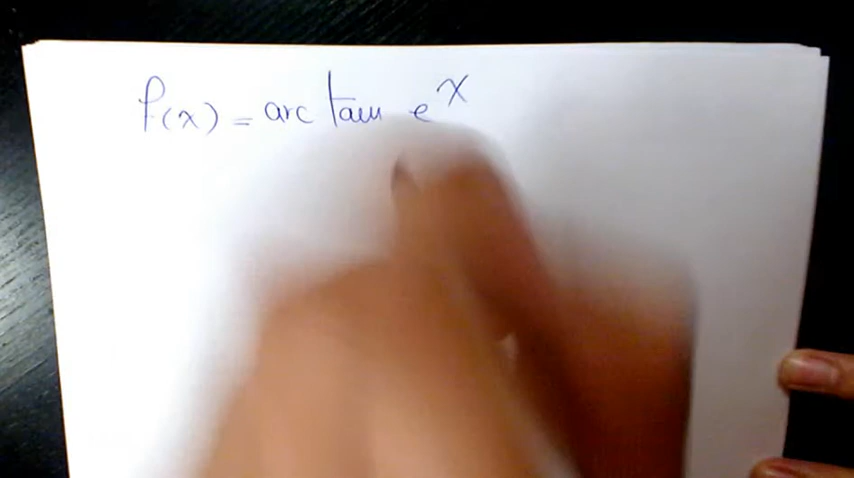 f(x) = arc tan e^x